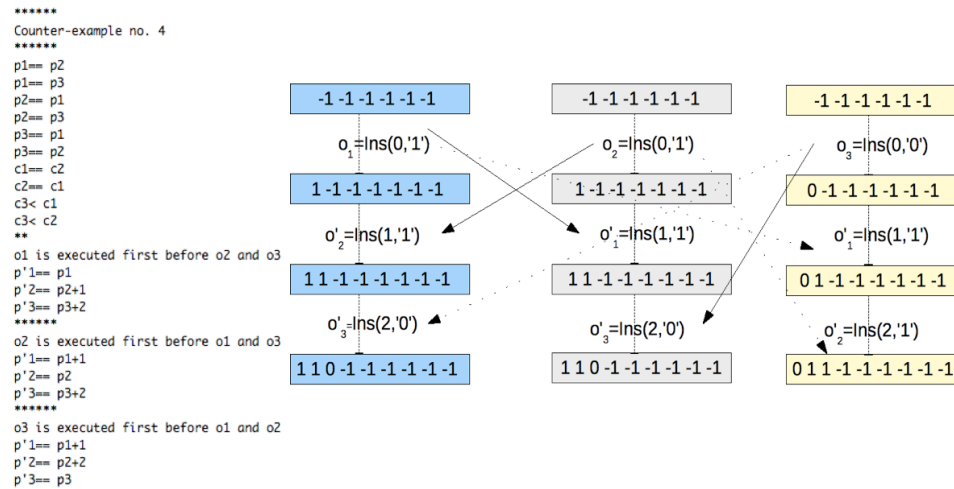 ******
Counter-example no. 4
******
p1== p2
p1== p3
p2== p1
p2== p3
p3== p1
p3== p2
c1== c2
c2== c1
c3< c1
c3< c2
**
o1 is executed first before o2 and o3
p'1== p1
p'2== p2+1
p'3== p3+2
******
o2 is executed first before o1 and o3
p'1== p1+1
p'2== p2
p'3== p3+2
******
o3 is executed first before o1 and o2
p'1== p1+1
p'2== p2+2
p'3== p3
-1 -1 -1 -1 -1 -1
o1=Ins(0,'1')
1 -1 -1 -1 -1 -1 -1
o'2=Ins(1,'1')
1 1 -1 -1 -1 -1 -1 -1
o'3=Ins(2,'0')
1 1 0 -1 -1 -1 -1 -1 -1
-1 -1 -1 -1 -1 -1
o2=Ins(0,'1')
1 -1 -1 -1 -1 -1 -1
o'1=Ins(1,'1')
1 1 -1 -1 -1 -1 -1 -1
o'3=Ins(2,'0')
1 1 0 -1 -1 -1 -1 -1 -1
-1 -1 -1 -1 -1 -1
o3=Ins(0,'0')
0 -1 -1 -1 -1 -1 -1
o'1=Ins(1,'1')
0 1 -1 -1 -1 -1 -1 -1
o'2=Ins(2,'1')
0 1 1 -1 -1 -1 -1 -1 -1